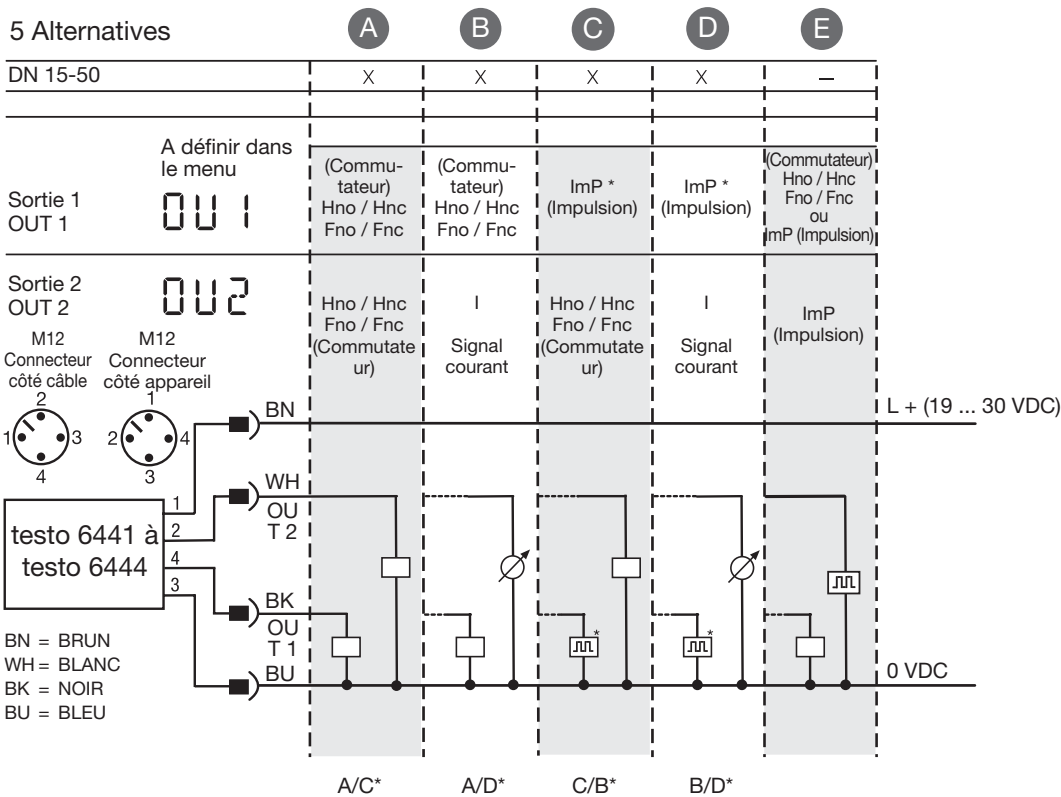 5 Alternatives A B C D E
DN 15-50 X X X X –
A définir dans
le menu
Sortie 1
OUT 1
OU1
(Commu-
tateur)
Hno / Hnc
Fno / Fnc
(Commu-
tateur)
Hno / Hnc
Fno / Fnc
ImP *
(Impulsion)
ImP *
(Impulsion)
(Commutateur)
Hno / Hnc
Fno / Fnc
ou
ImP (Impulsion)
Sortie 2
OUT 2
OU2
Hno / Hnc
Fno / Fnc
(Commutate
ur)
I
Signal
courant
Hno / Hnc
Fno / Fnc
(Commutate
ur)
I
Signal
courant
ImP
(Impulsion)
M12
Connecteur
côté câble
2
1 3
4
M12
Connecteur
côté appareil
1
2 4
3
BN
L + (19 ... 30 VDC)
WH
OU
T 2
testo 6441 à
testo 6444
1
2
4
3
BK
OU
T 1
*
*
BU
0 VDC
BN = BRUN
WH = BLANC
BK = NOIR
BU = BLEU
A/C* A/D* C/B* B/D*